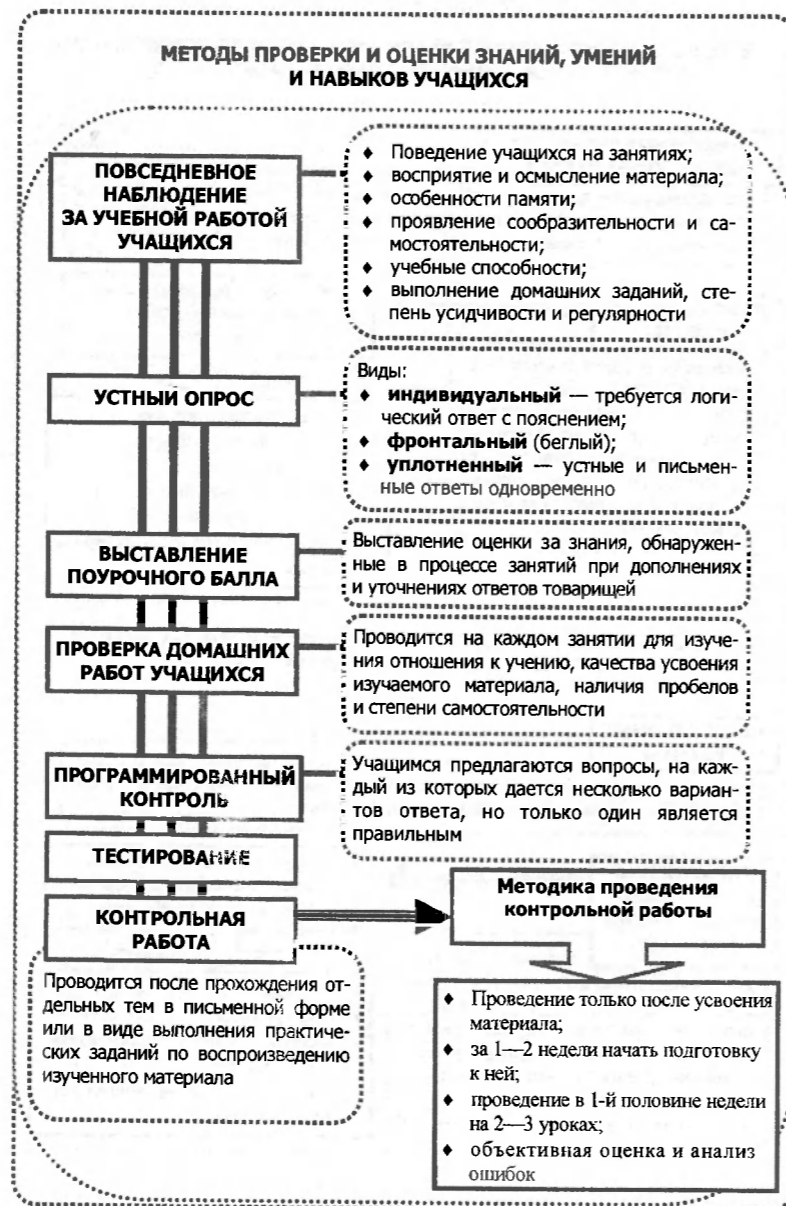 МЕТОДЫ ПРОВЕРКИ И ОЦЕНКИ ЗНАНИЙ, УМЕНИЙ
И НАВЫКОВ УЧАЩИХСЯ
ПОВСЕДНЕВНОЕ
НАБЛЮДЕНИЕ
ЗА УЧЕБНОЙ РАБОТОЙ
УЧАЩИХСЯ
♦ Поведение учащихся на занятиях;
♦ восприятие и осмысление материала;
♦ особенности памяти;
♦ проявление сообразительности и са-
мостоятельности;
♦ учебные способности;
♦ выполнение домашних заданий, сте-
пень усидчивости и регулярности
УСТНЫЙ ОПРОС
Виды:
♦ индивидуальный — требуется логи-
ческий ответ с пояснением;
♦ фронтальный (беглый);
♦ уплотненный — устные и письмен-
ные ответы одновременно
ВЫСТАВЛЕНИЕ
ПОУРОЧНОГО БАЛЛА
Выставление оценки за знания, обнаружен-
ные в процессе занятий при дополнениях
и уточнениях ответов товарищей
ПРОВЕРКА ДОМАШНИХ
РАБОТ УЧАЩИХСЯ
Проводится на каждом занятии для изуче-
ния отношения к учению, качества усвоения
изучаемого материала, наличия пробелов
и степени самостоятельности
ПРОГРАММИРОВАННЫЙ
КОНТРОЛЬ
Учащимся предлагаются вопросы, на каж-
дый из которых дается несколько вариан-
тов ответа, но только один является
правильным
ТЕСТИРОВАНИЕ
КОНТРОЛЬНАЯ
РАБОТА
Проводится после прохождения от-
дельных тем в письменной форме
или в виде выполнения практиче-
ских заданий по воспроизведению
изученного материала
Методика проведения
контрольной работы
♦ Проведение только после усвоения
материала;
♦ за 1—2 недели начать подготовку
к ней;
♦ проведение в 1-й половине недели
на 2—3 уроках;
♦ объективная оценка и анализ
ошибок